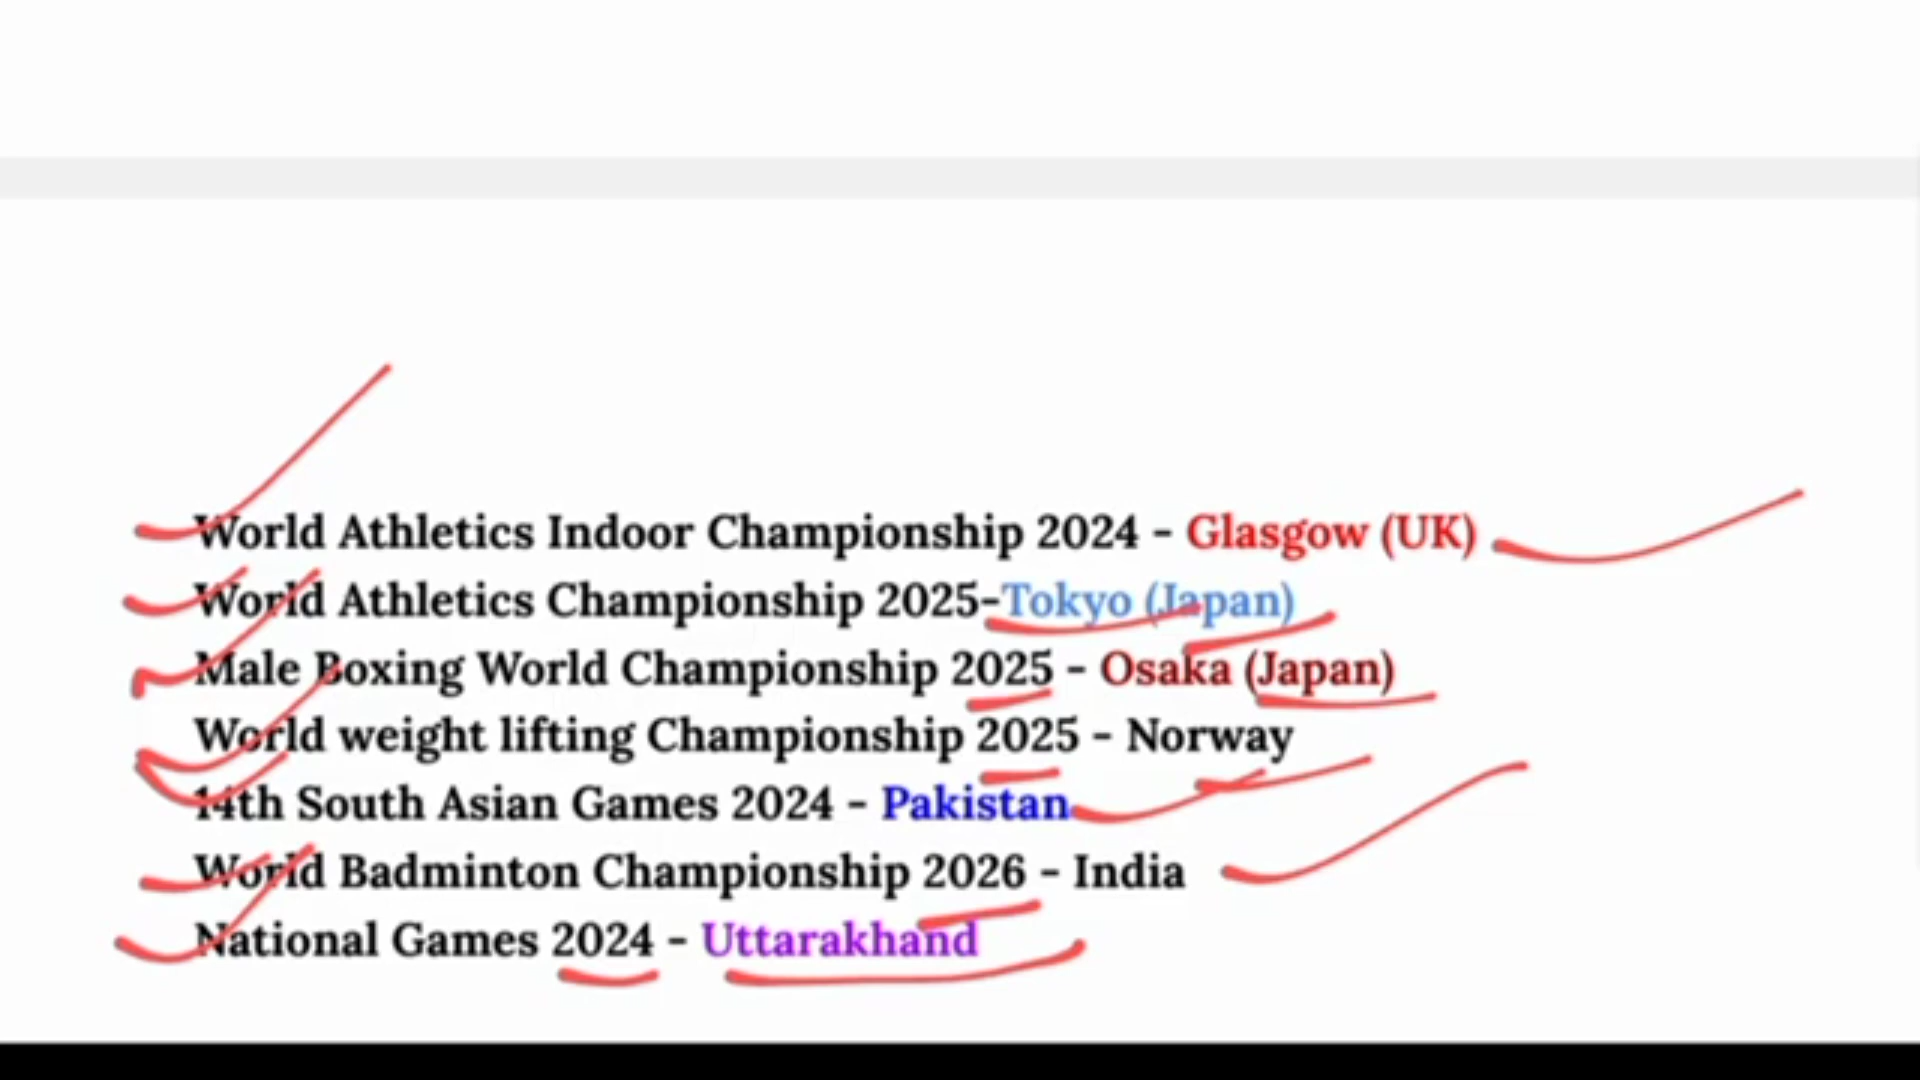 World Athletics Indoor Championship 2024 - Glasgow (UK)
World Athletics Championship 2025-Tokyo (Japan)
Male Boxing World Championship 2025 - Osaka (Japan)
World weight lifting Championship 2025 - Norway
14th South Asian Games 2024 - Pakistan
World Badminton Championship 2026 - India
National Games 2024 - Uttarakhand